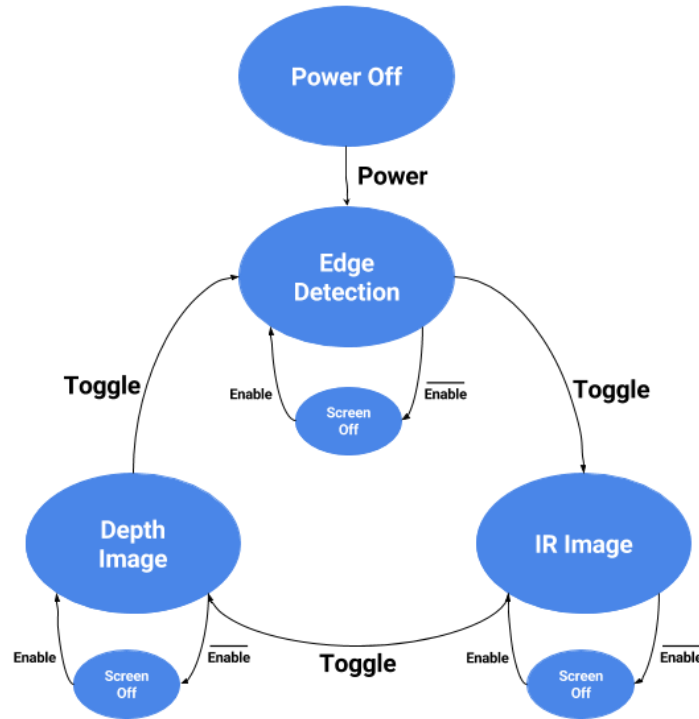 Power Off
Power
Edge
Detection
Toggle
Toggle
Enable
Screen
Off
Enable
Depth
Image
IR Image
Toggle
Enable
Screen
Off
Enable
Enable
Screen
Off
Enable